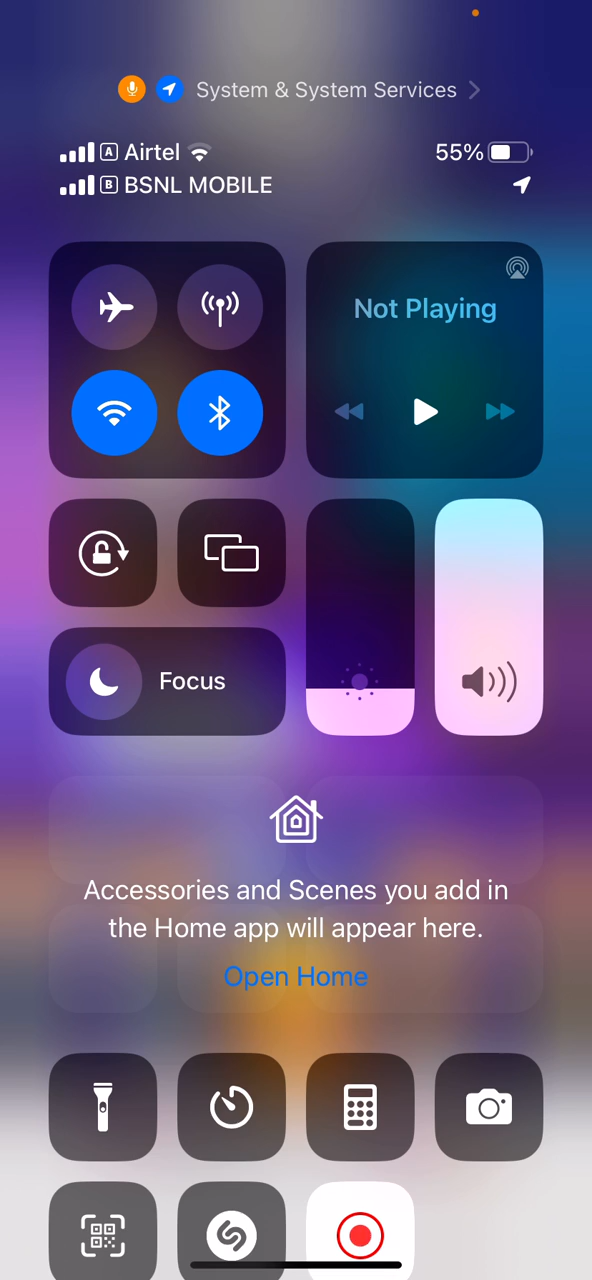 System & System Services
A Airtel 55%
B BSNL MOBILE
Not Playing
Focus
Accessories and Scenes you add in
the Home app will appear here.
Open Home